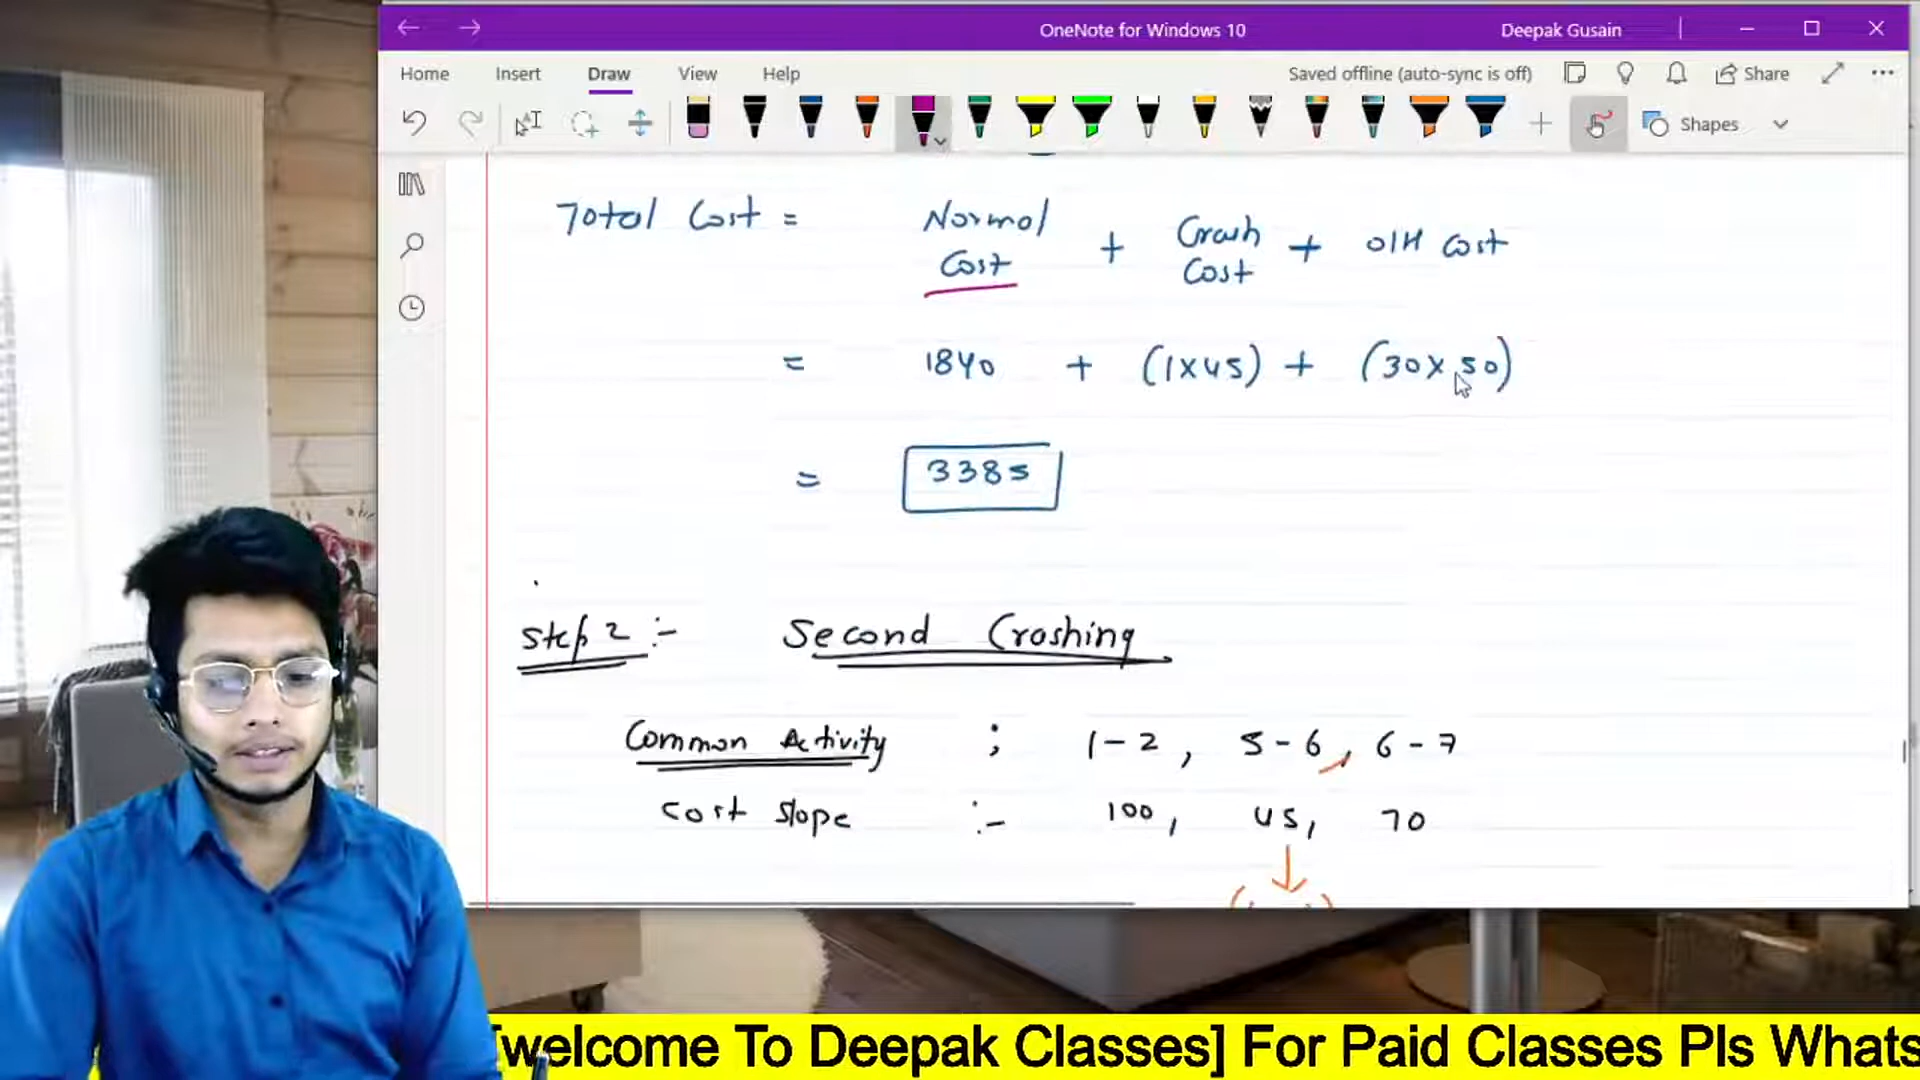 OneNote for Windows 10
Deepak Gusain
Home Insert Draw View Help
Saved offline (auto-sync is off)
Share
Shapes
Total Cost = Normal Cost + Crash Cost + O/H Cost
= 1840 + (1x45) + (30x50)
= 3385
Step 2 :- Second Crashing
Common Activity ; 1-2, 5-6, 6-7
Cost Slope :- 100, 45, 70
[welcome To Deepak Classes] For Paid Classes Pls Whats